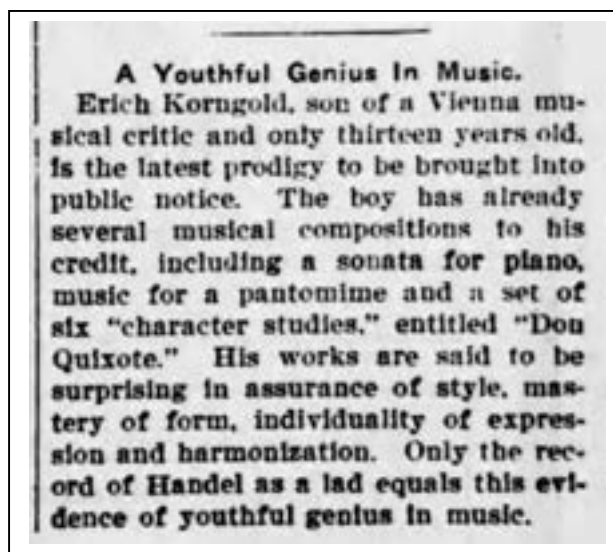 A Youthful Genius In Music.
Erich Korngold, son of a Vienna mu-
sical critic and only thirteen years old,
is the latest prodigy to be brought into
public notice. The boy has already
several musical compositions to his
credit, including a sonata for piano,
music for a pantomime and a set of
six "character studies," entitled "Don
Quixote." His works are said to be
surprising in assurance of style, mas-
tery of form, individuality of expres-
sion and harmonization. Only the rec-
ord of Handel as a lad equals this evi-
dence of youthful genius in music.